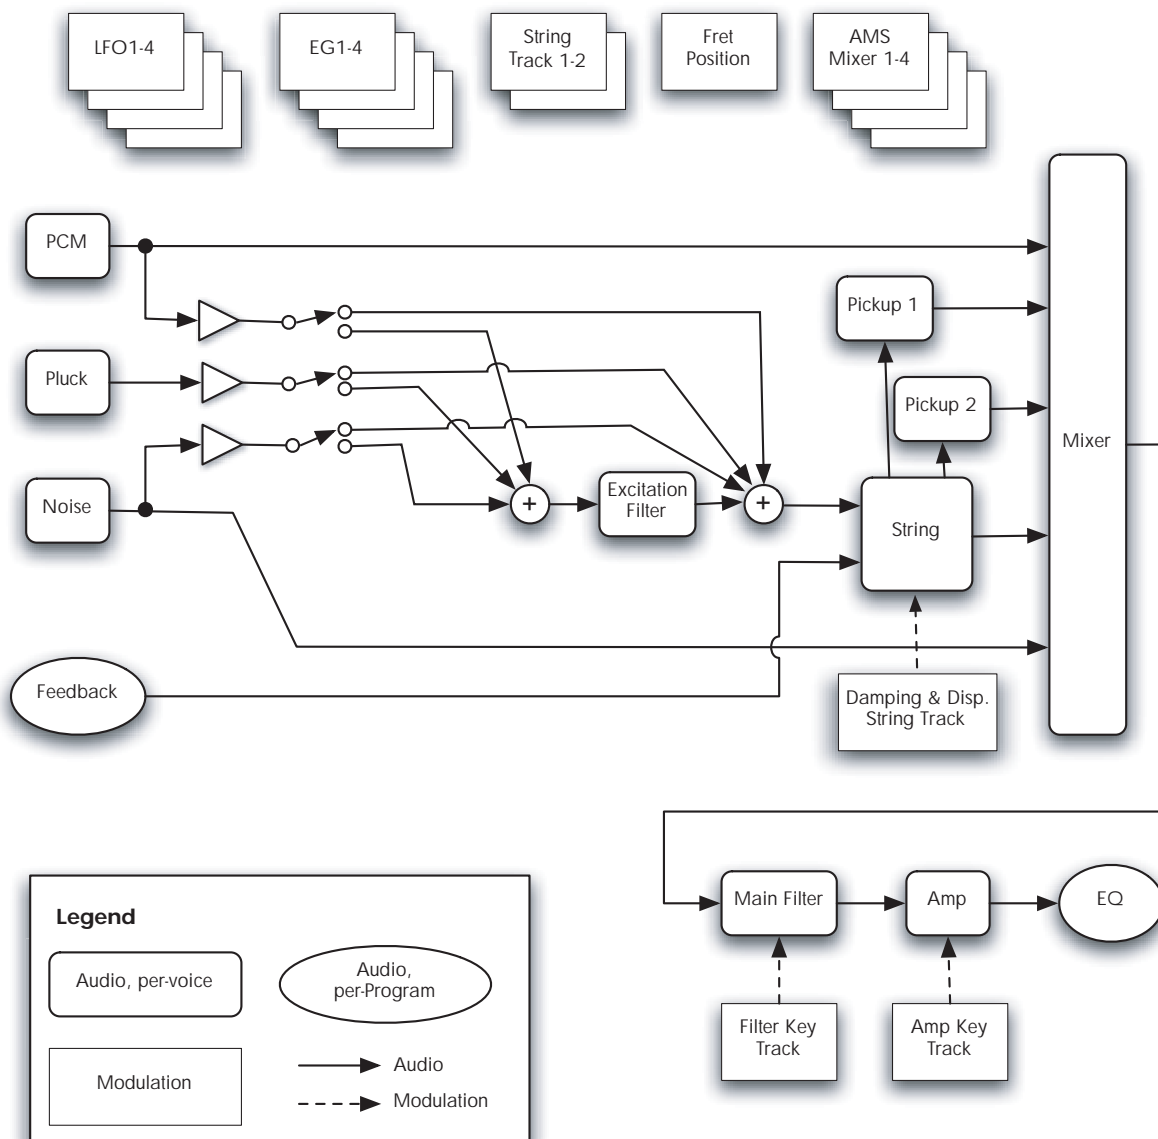 LFO1-4
EG1-4
String
Track 1-2
Fret
Position
AMS
Mixer 1-4
PCM
Pickup 1
Pluck
Pickup 2
Mixer
Noise
+
Excitation
Filter
+
String
Feedback
Damping & Disp.
String Track
Main Filter
Amp
EQ
Filter Key
Track
Amp Key
Track
Legend
Audio, per-voice
Audio,
per-Program
Modulation
Audio
Modulation